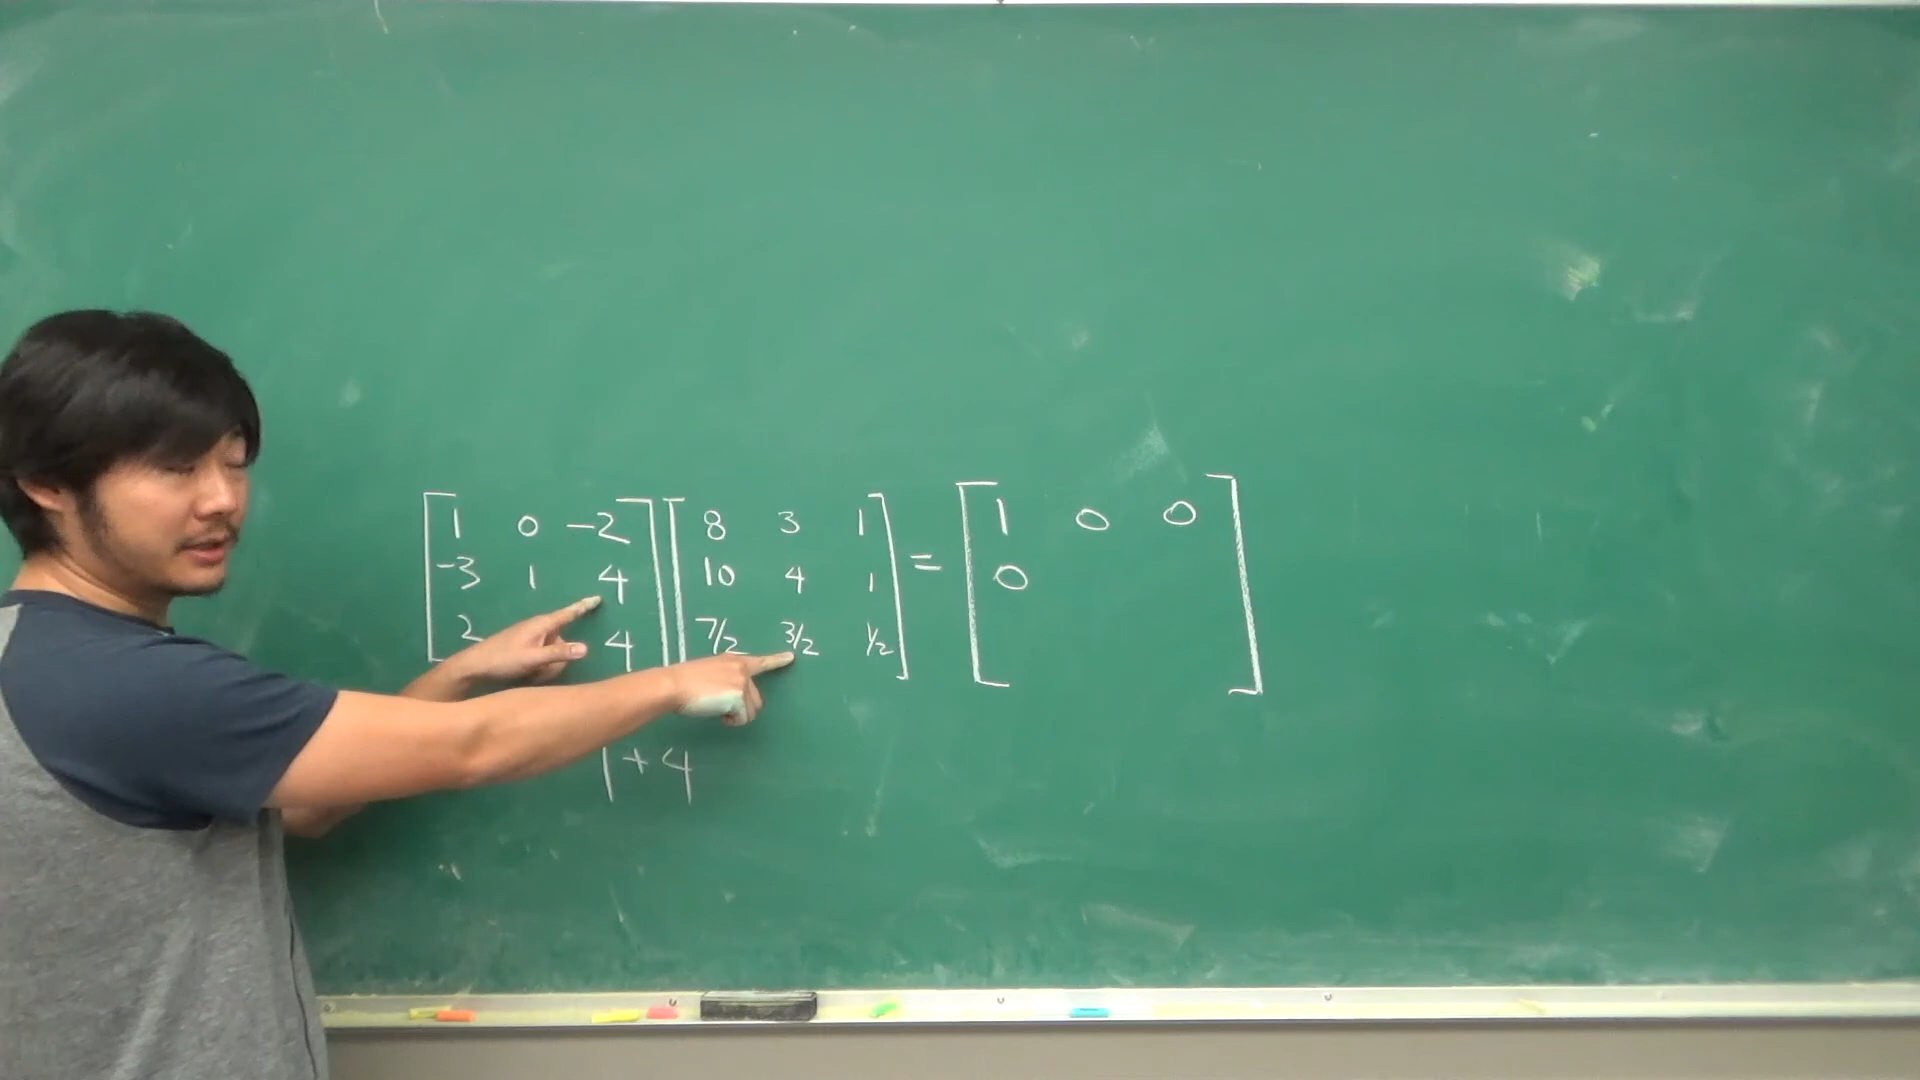 [1 0 -2] [8 3 1] = [1 0 0]
[-3 1 4] [10 4 1] [0]
[2 4] [7/2 3/2 1/2]
1+4